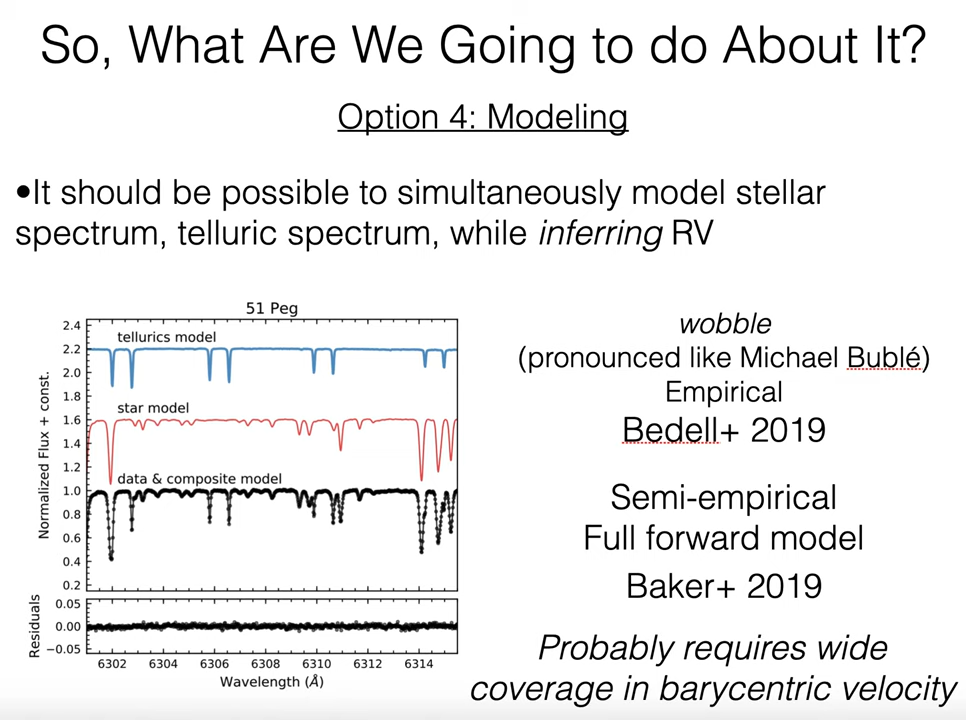 So, What Are We Going to do About It?
Option 4: Modeling
•It should be possible to simultaneously model stellar
spectrum, telluric spectrum, while inferring RV
51 Peg
2.4
2.2
2.0
1.8
1.6
1.4
1.2
1.0
0.8
0.6
0.4
0.2
Normalized Flux + const.
tellurics model
star model
data & composite model
0.05
0.00
−0.05
Residuals
6302 6304 6306 6308 6310 6312 6314
Wavelength (Å)
wobble
(pronounced like Michael Bublé)
Empirical
Bedell+ 2019
Semi-empirical
Full forward model
Baker+ 2019
Probably requires wide
coverage in barycentric velocity